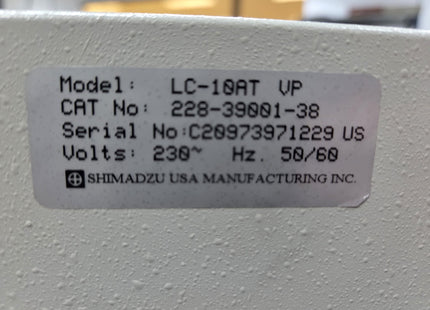 Model: LC-10AT VP
CAT No: 228-39001-38
Serial No:C20973971229 US
Volts: 230~ Hz. 50/60
SHIMADZU USA MANUFACTURING INC.